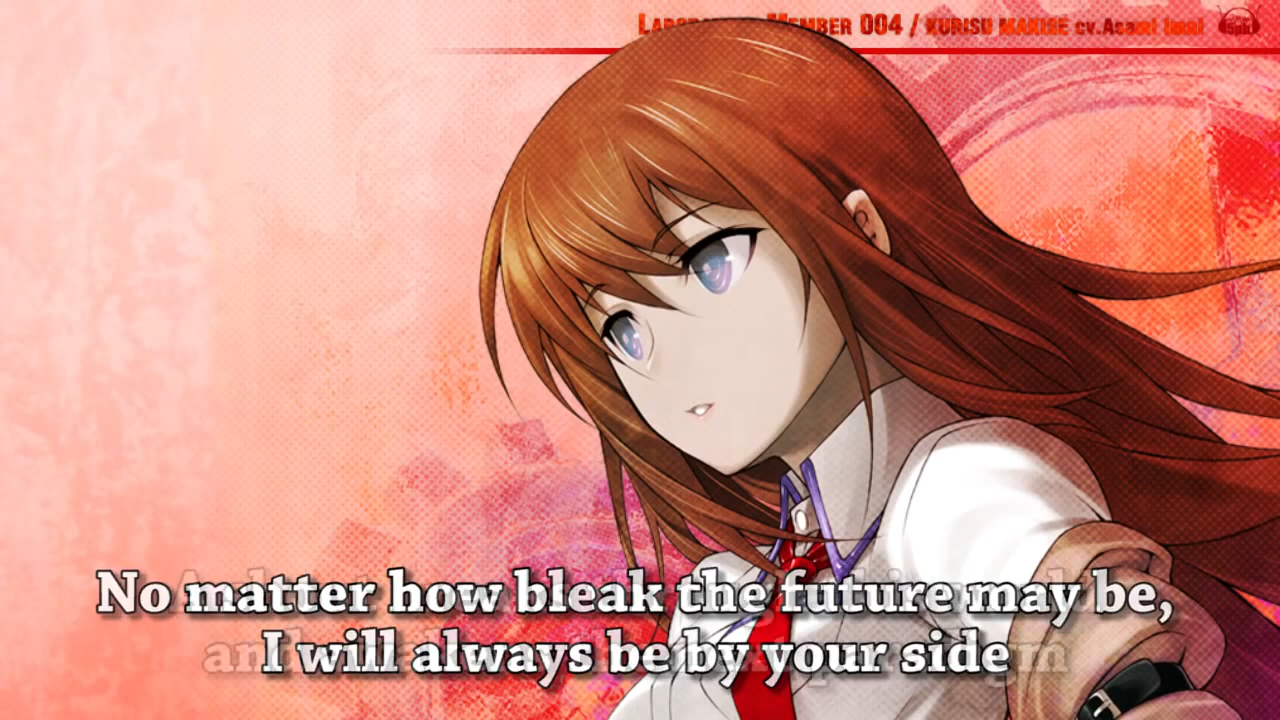 MEMBER 004 / KURISU MAKISE cv.Asami Imai
No matter how bleak the future may be,
I will always be by your side